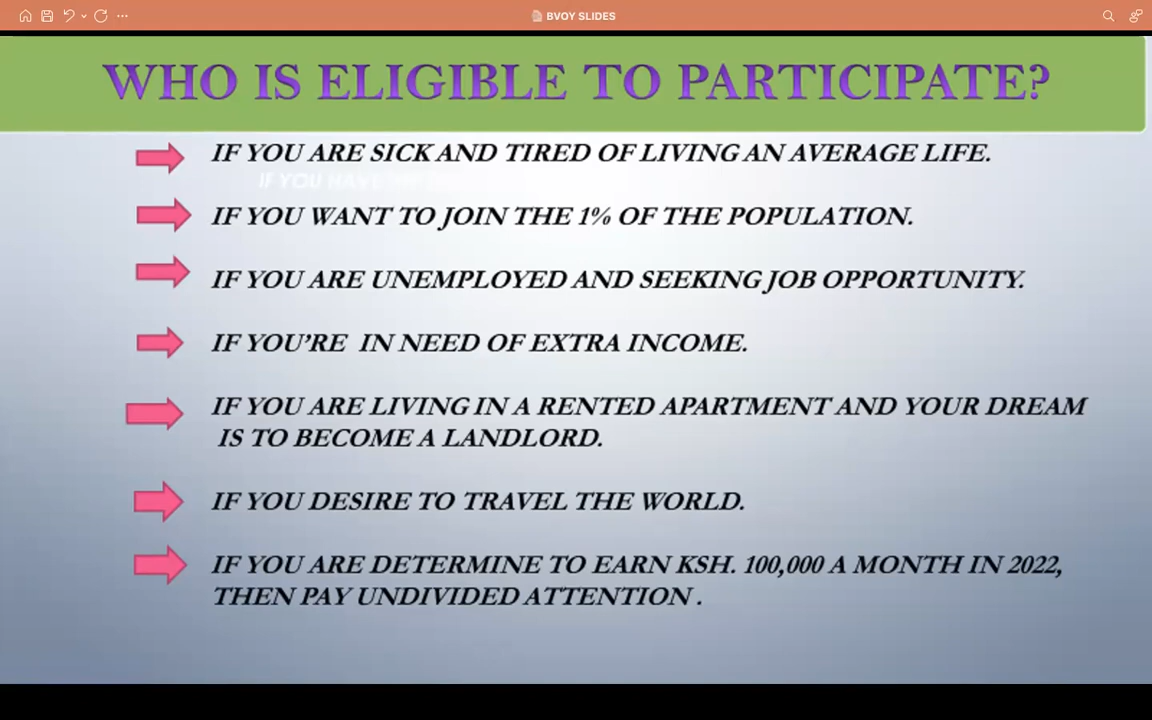 BVOY SLIDES
WHO IS ELIGIBLE TO PARTICIPATE?
IF YOU ARE SICK AND TIRED OF LIVING AN AVERAGE LIFE.
IF YOU HAVE
IF YOU WANT TO JOIN THE 1% OF THE POPULATION.
IF YOU ARE UNEMPLOYED AND SEEKING JOB OPPORTUNITY.
IF YOU'RE IN NEED OF EXTRA INCOME.
IF YOU ARE LIVING IN A RENTED APARTMENT AND YOUR DREAM
IS TO BECOME A LANDLORD.
IF YOU DESIRE TO TRAVEL THE WORLD.
IF YOU ARE DETERMINE TO EARN KSH. 100,000 A MONTH IN 2022,
THEN PAY UNDIVIDED ATTENTION .